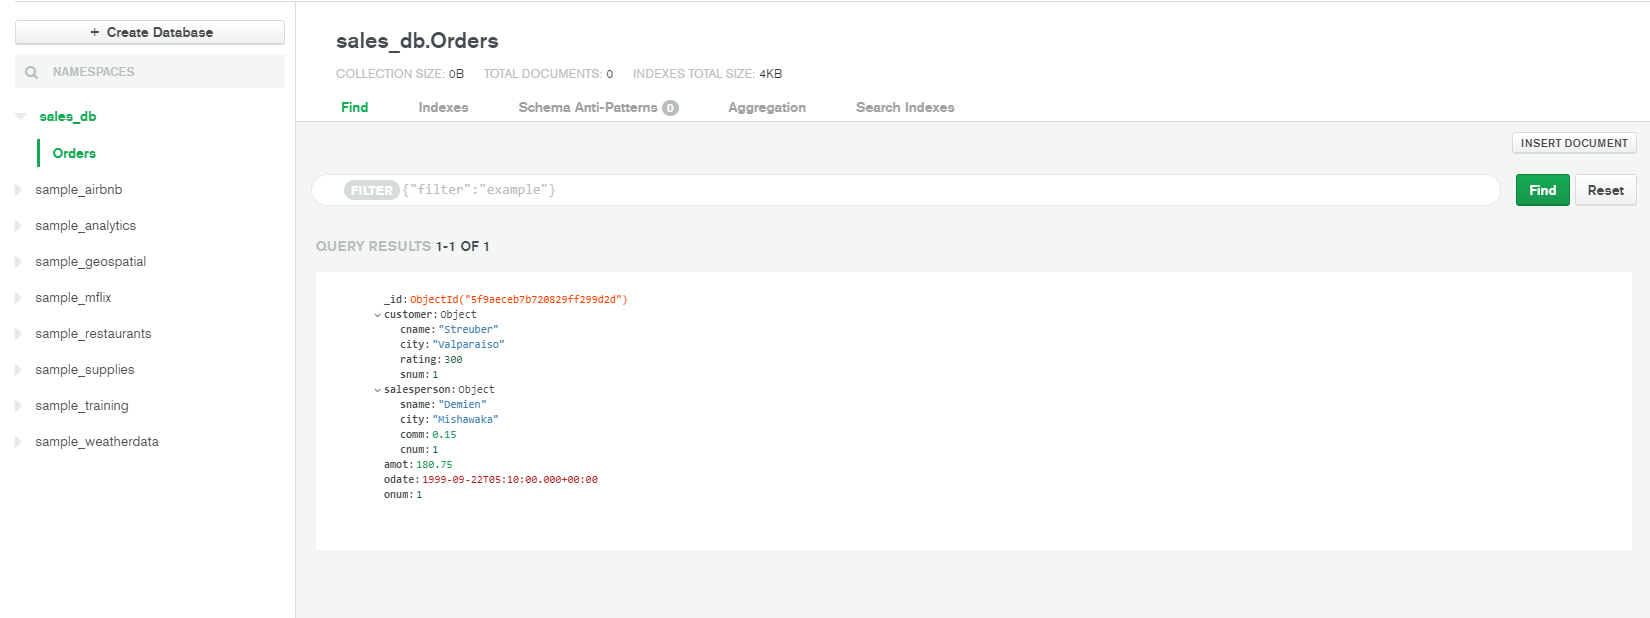 + Create Database
NAMESPACES
sales_db
Orders
sample_airbnb
sample_analytics
sample_geospatial
sample_mflix
sample_restaurants
sample_supplies
sample_training
sample_weatherdata
sales_db.Orders
COLLECTION SIZE: 0B TOTAL DOCUMENTS: 0 INDEXES TOTAL SIZE: 4KB
Find Indexes Schema Anti-Patterns 0 Aggregation Search Indexes
INSERT DOCUMENT
FILTER {"filter":"example"} Find Reset
QUERY RESULTS 1-1 OF 1
_id: ObjectId("5f9aeceb7b720829ff299d2d")
customer: Object
cname: "Streuber"
city: "Valparaiso"
rating: 300
snum: 1
salesperson: Object
sname: "Demien"
city: "Mishawaka"
comm: 0.15
cnum: 1
amot: 180.75
odate: 1999-09-22T05:10:00.000+00:00
onum: 1